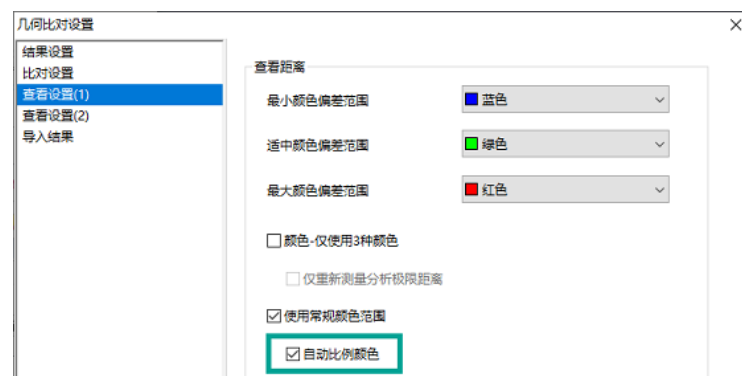 几何比对设置
结果设置
比对设置
查看设置(1)
查看设置(2)
导入结果
查看距离
最小颜色偏差范围 蓝色
适中颜色偏差范围 绿色
最大颜色偏差范围 红色
颜色-仅使用3种颜色
仅重新测量分析极限距离
使用常规颜色范围
自动比例颜色